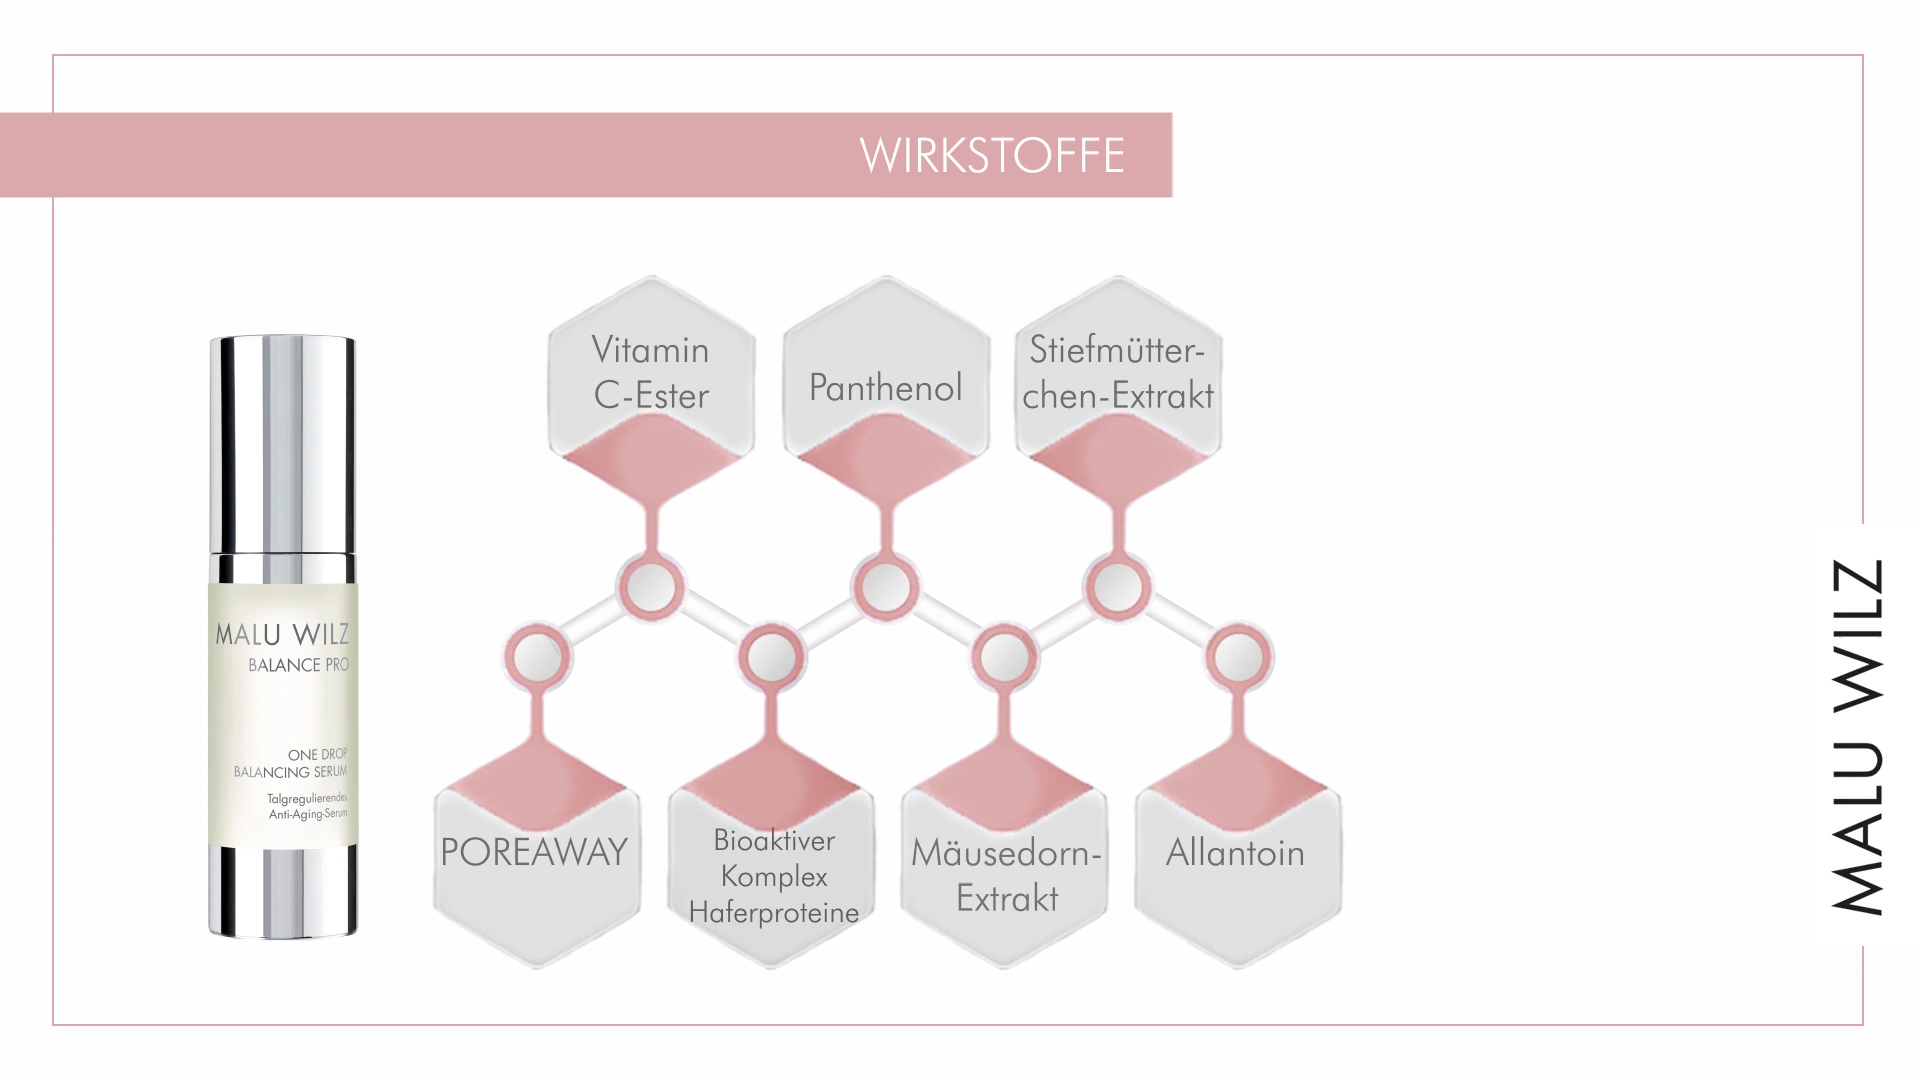 WIRKSTOFFE
Vitamin
C-Ester
Panthenol
Stiefmütter-
chen-Extrakt
MALU WILZ
BALANCE PRO
ONE DROP
BALANCING SERUM
Talgregulierendes
Anti-Aging-Serum
POREAWAY
Bioaktiver
Komplex
Haferproteine
Mäusedorn-
Extrakt
Allantoin
MALU WILZ